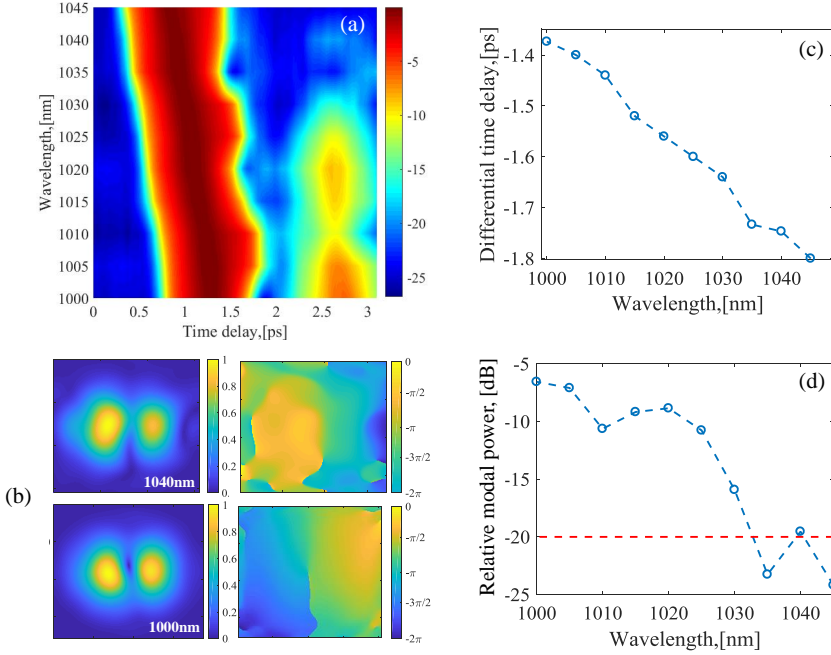 (a)
1045
1040
1035
1030
1025
1020
1015
1010
1005
1000
Wavelength,[nm]
0 0.5 1 1.5 2 2.5 3
Time delay,[ps]
-5
-10
-15
-20
-25
(c)
-1.4
-1.5
-1.6
-1.7
-1.8
Differential time delay,[ps]
1000 1010 1020 1030 1040
Wavelength,[nm]
(b)
1040nm
1
0.8
0.6
0.4
0.2
0
0
-π/2
-π
-3π/2
-2π
1000nm
1
0.8
0.6
0.4
0.2
0
0
-π/2
-π
-3π/2
-2π
(d)
-5
-10
-15
-20
-25
Relative modal power, [dB]
1000 1010 1020 1030 1040
Wavelength,[nm]